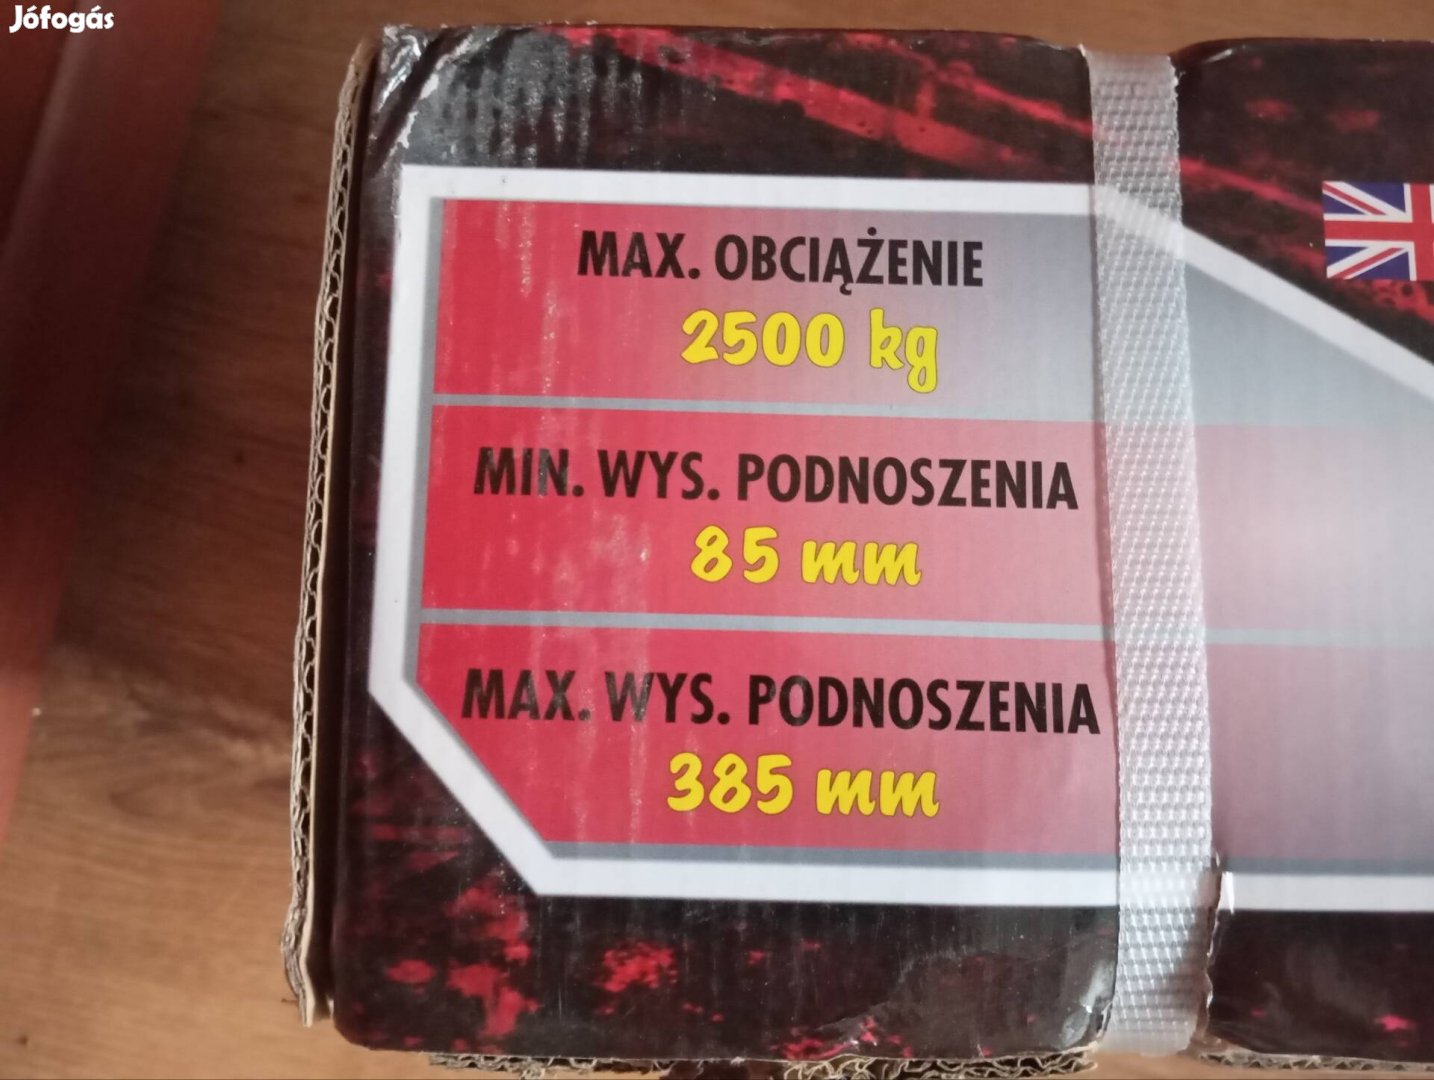 Jófogás
MAX. OBCIĄŻENIE
2500 kg
MIN. WYS. PODNOSZENIA
85 mm
MAX. WYS. PODNOSZENIA
385 mm